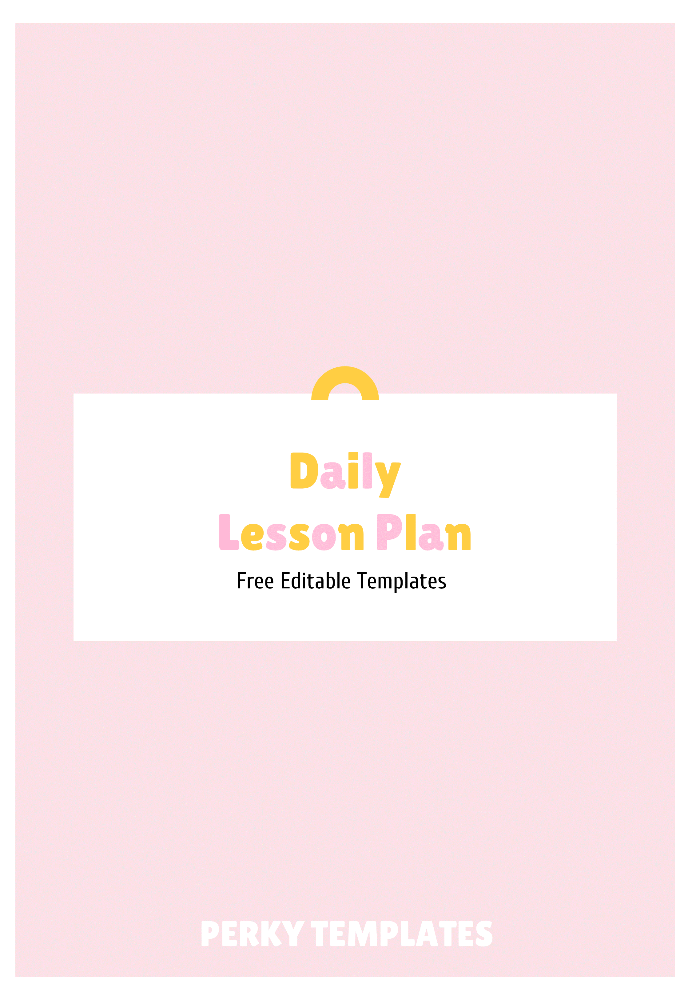 Daily
Lesson Plan
Free Editable Templates
PERKY TEMPLATES